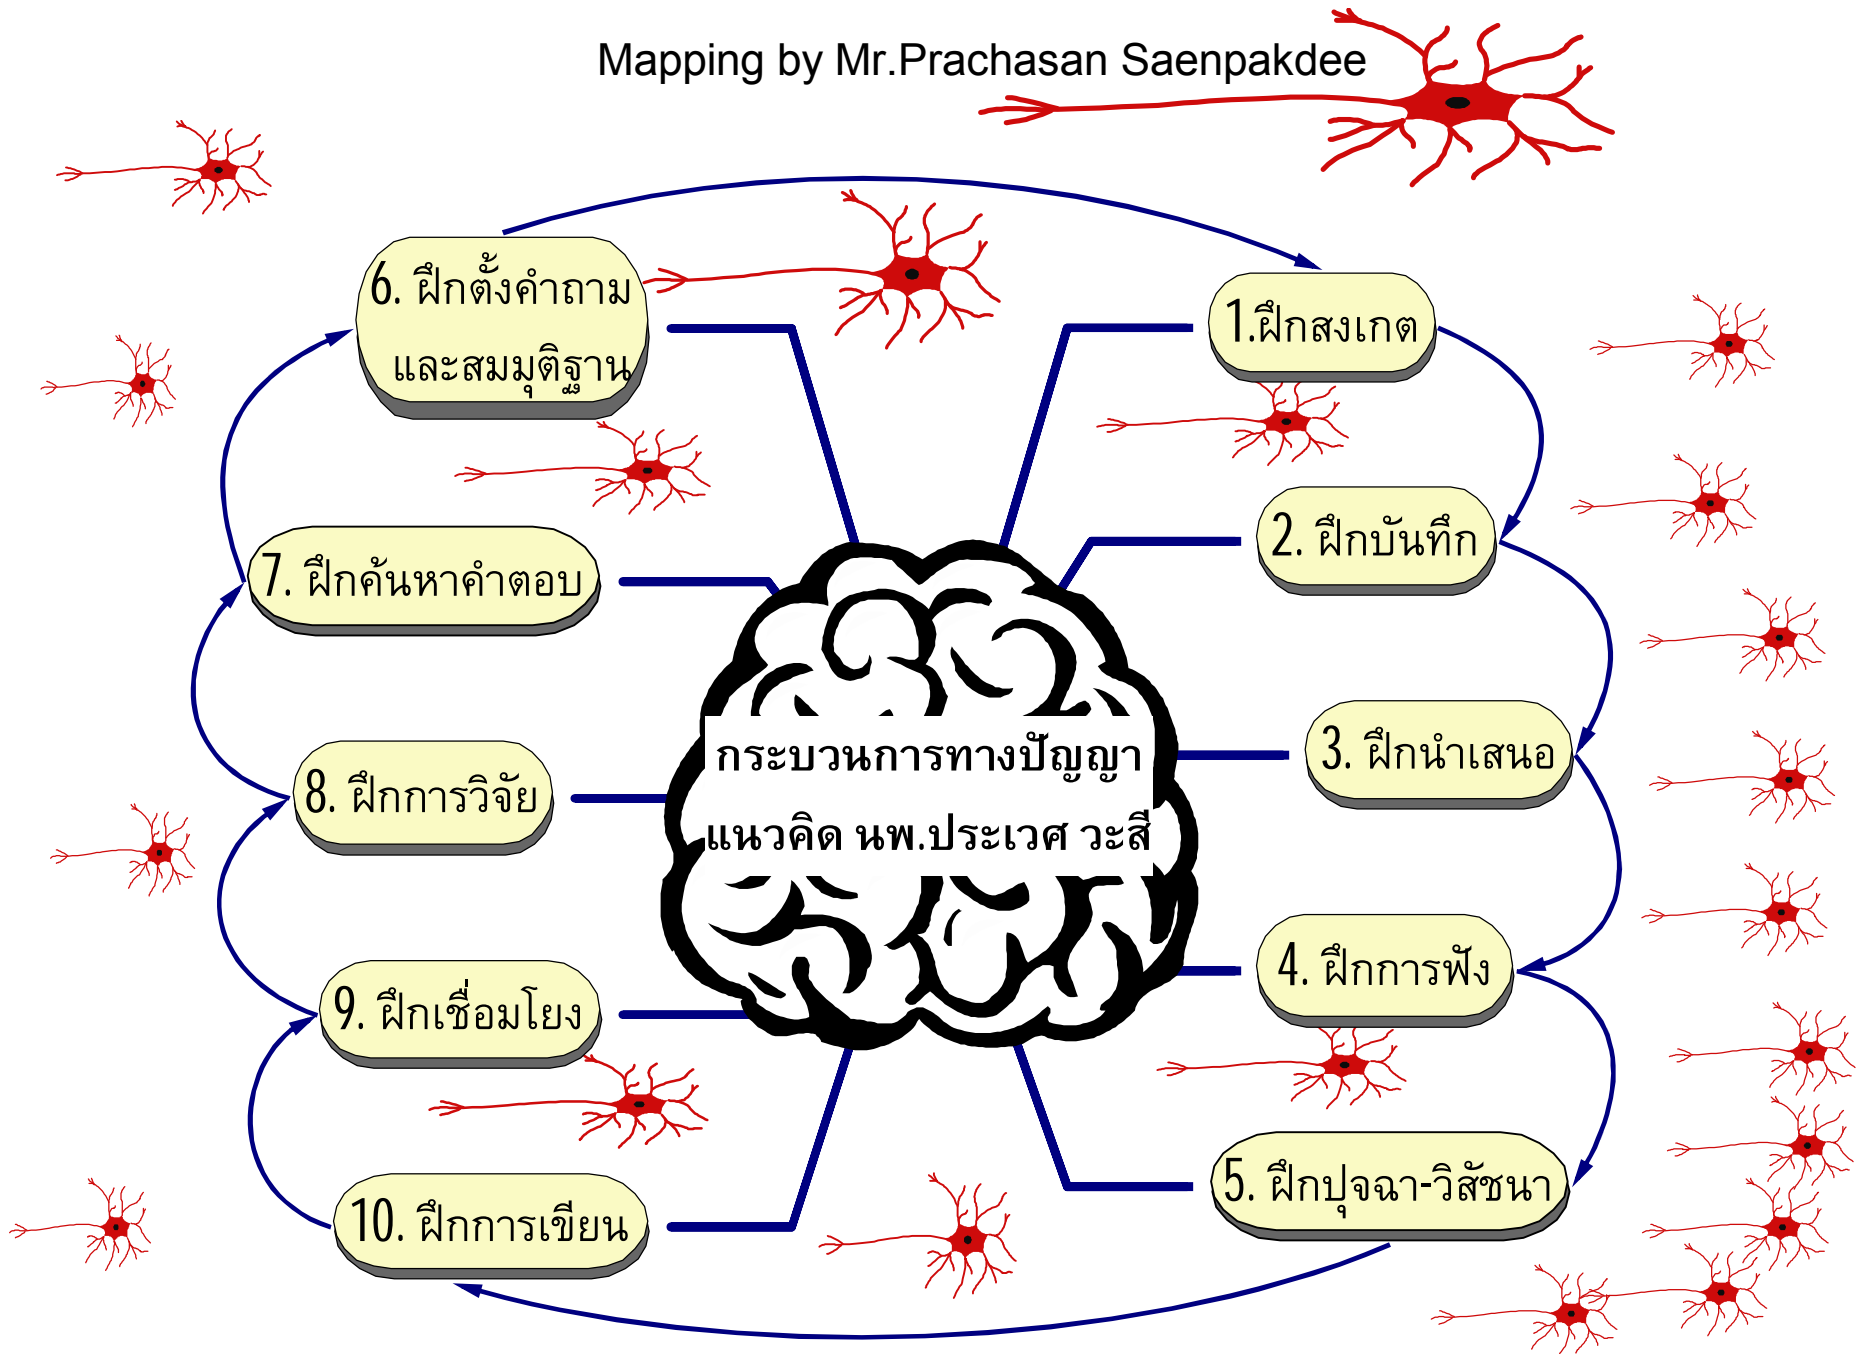 Mapping by Mr.Prachasan Saenpakdee
กระบวนการทางปัญญา
แนวคิด นพ.ประเวศ วะสี
1.ฝึกสงเกต
2. ฝึกบันทึก
3. ฝึกนำเสนอ
4. ฝึกการฟัง
5. ฝึกปุจฉา-วิสัชนา
6. ฝึกตั้งคำถาม
และสมมุติฐาน
7. ฝึกค้นหาคำตอบ
8. ฝึกการวิจัย
9. ฝึกเชื่อมโยง
10. ฝึกการเขียน